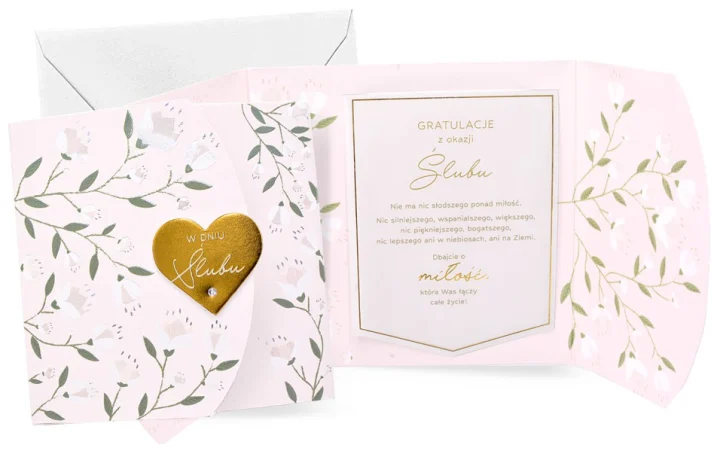 W DNIU
Ślubu
GRATULACJE
z okazji
Ślubu
Nie ma nic słodszego ponad miłość.
Nic silniejszego, wspanialszego, większego,
nic piękniejszego, bogatszego,
nic lepszego ani w niebiosach, ani na Ziemi.
Dbajcie o
miłość,
która Was łączy
całe życie!